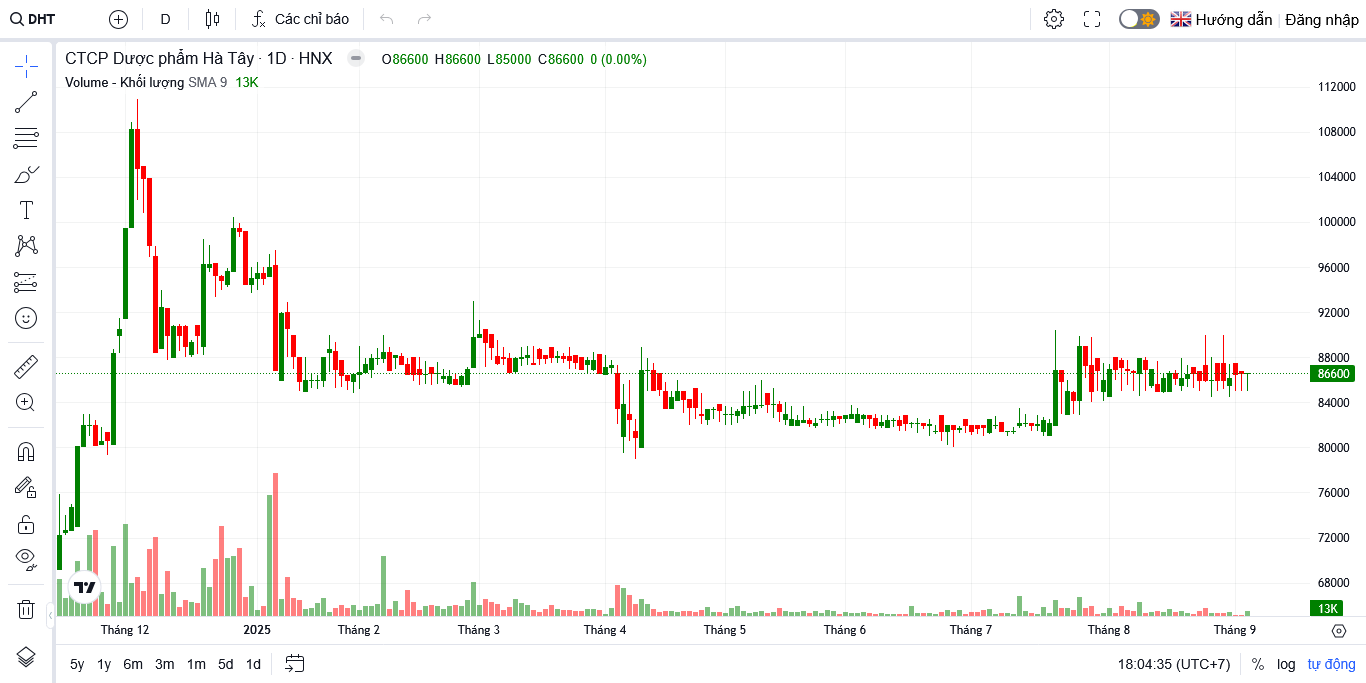 DHT D Các chỉ báo Hướng dẫn Đăng nhập
CTCP Dược phẩm Hà Tây · 1D · HNX O86600 H86600 L85000 C86600 0 (0.00%)
Volume - Khối lượng SMA 9 13K
112000
108000
104000
100000
96000
92000
88000
86600
84000
80000
76000
72000
68000
13K
Tháng 12 2025 Tháng 2 Tháng 3 Tháng 4 Tháng 5 Tháng 6 Tháng 7 Tháng 8 Tháng 9
5y 1y 6m 3m 1m 5d 1d 18:04:35 (UTC+7) % log tự động